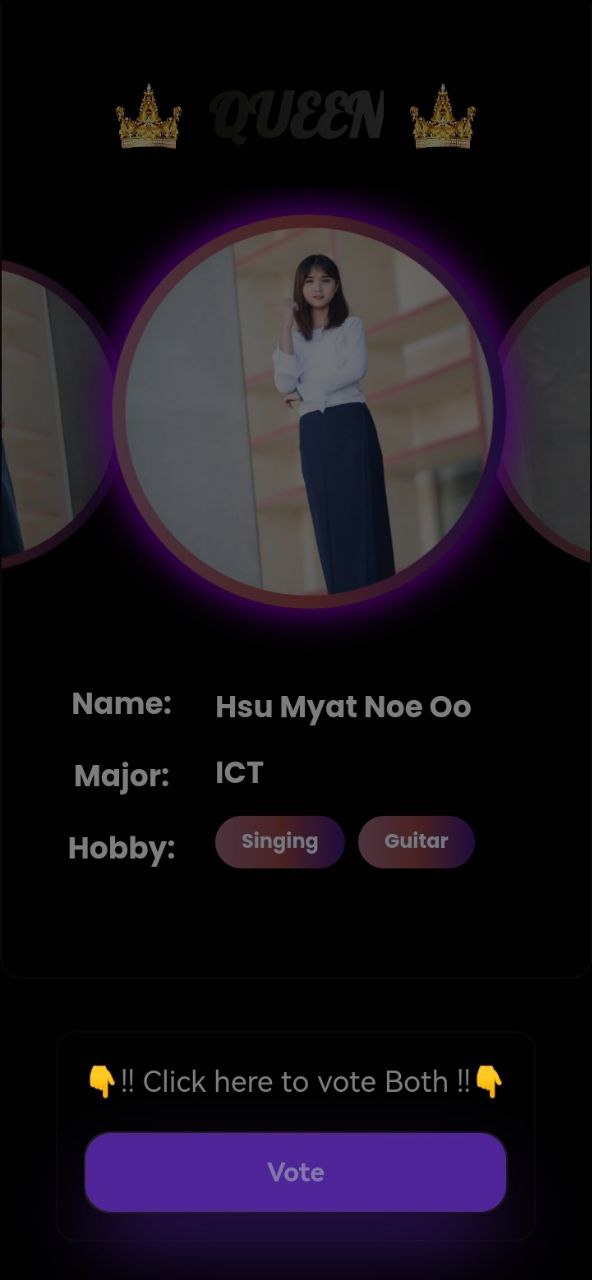 QUEEN
Name: Hsu Myat Noe Oo
Major: ICT
Hobby: Singing Guitar
👇!! Click here to vote Both !!👇
Vote